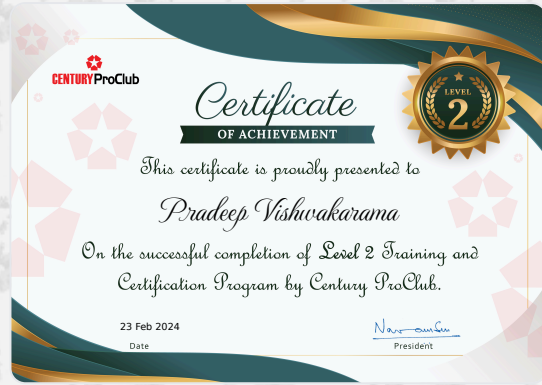 CENTURY ProClub
Certificate
OF ACHIEVEMENT
LEVEL
2
This certificate is proudly presented to
Pradeep Vishwakarama
On the successful completion of Level 2 Training and
Certification Program by Century ProClub.
23 Feb 2024
Date
President